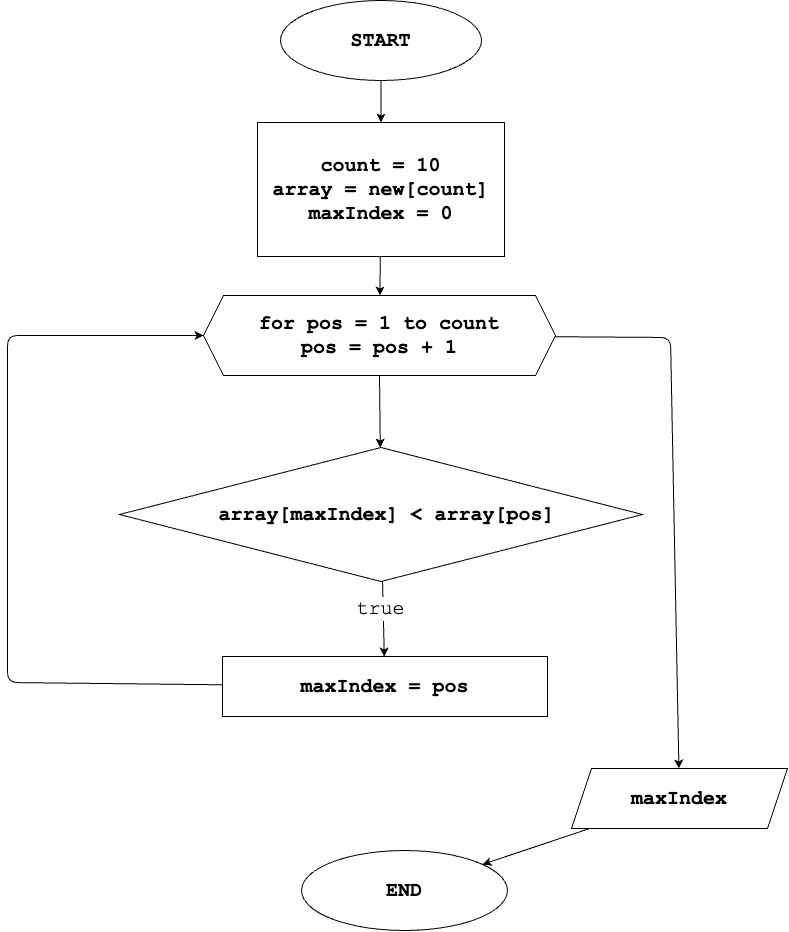 START
count = 10
array = new[count]
maxIndex = 0
for pos = 1 to count
pos = pos + 1
array[maxIndex] < array[pos]
true
maxIndex = pos
maxIndex
END